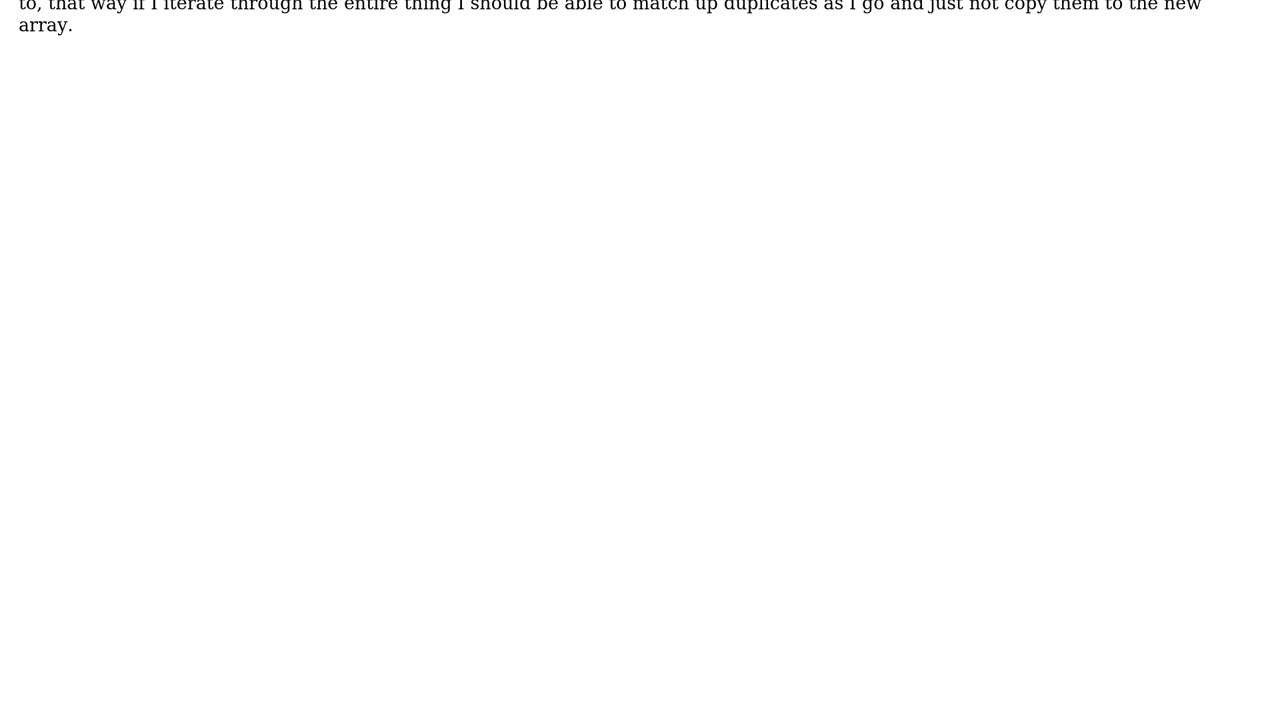 to, that way if I iterate through the entire thing I should be able to match up duplicates as I go and just not copy them to the new
array.